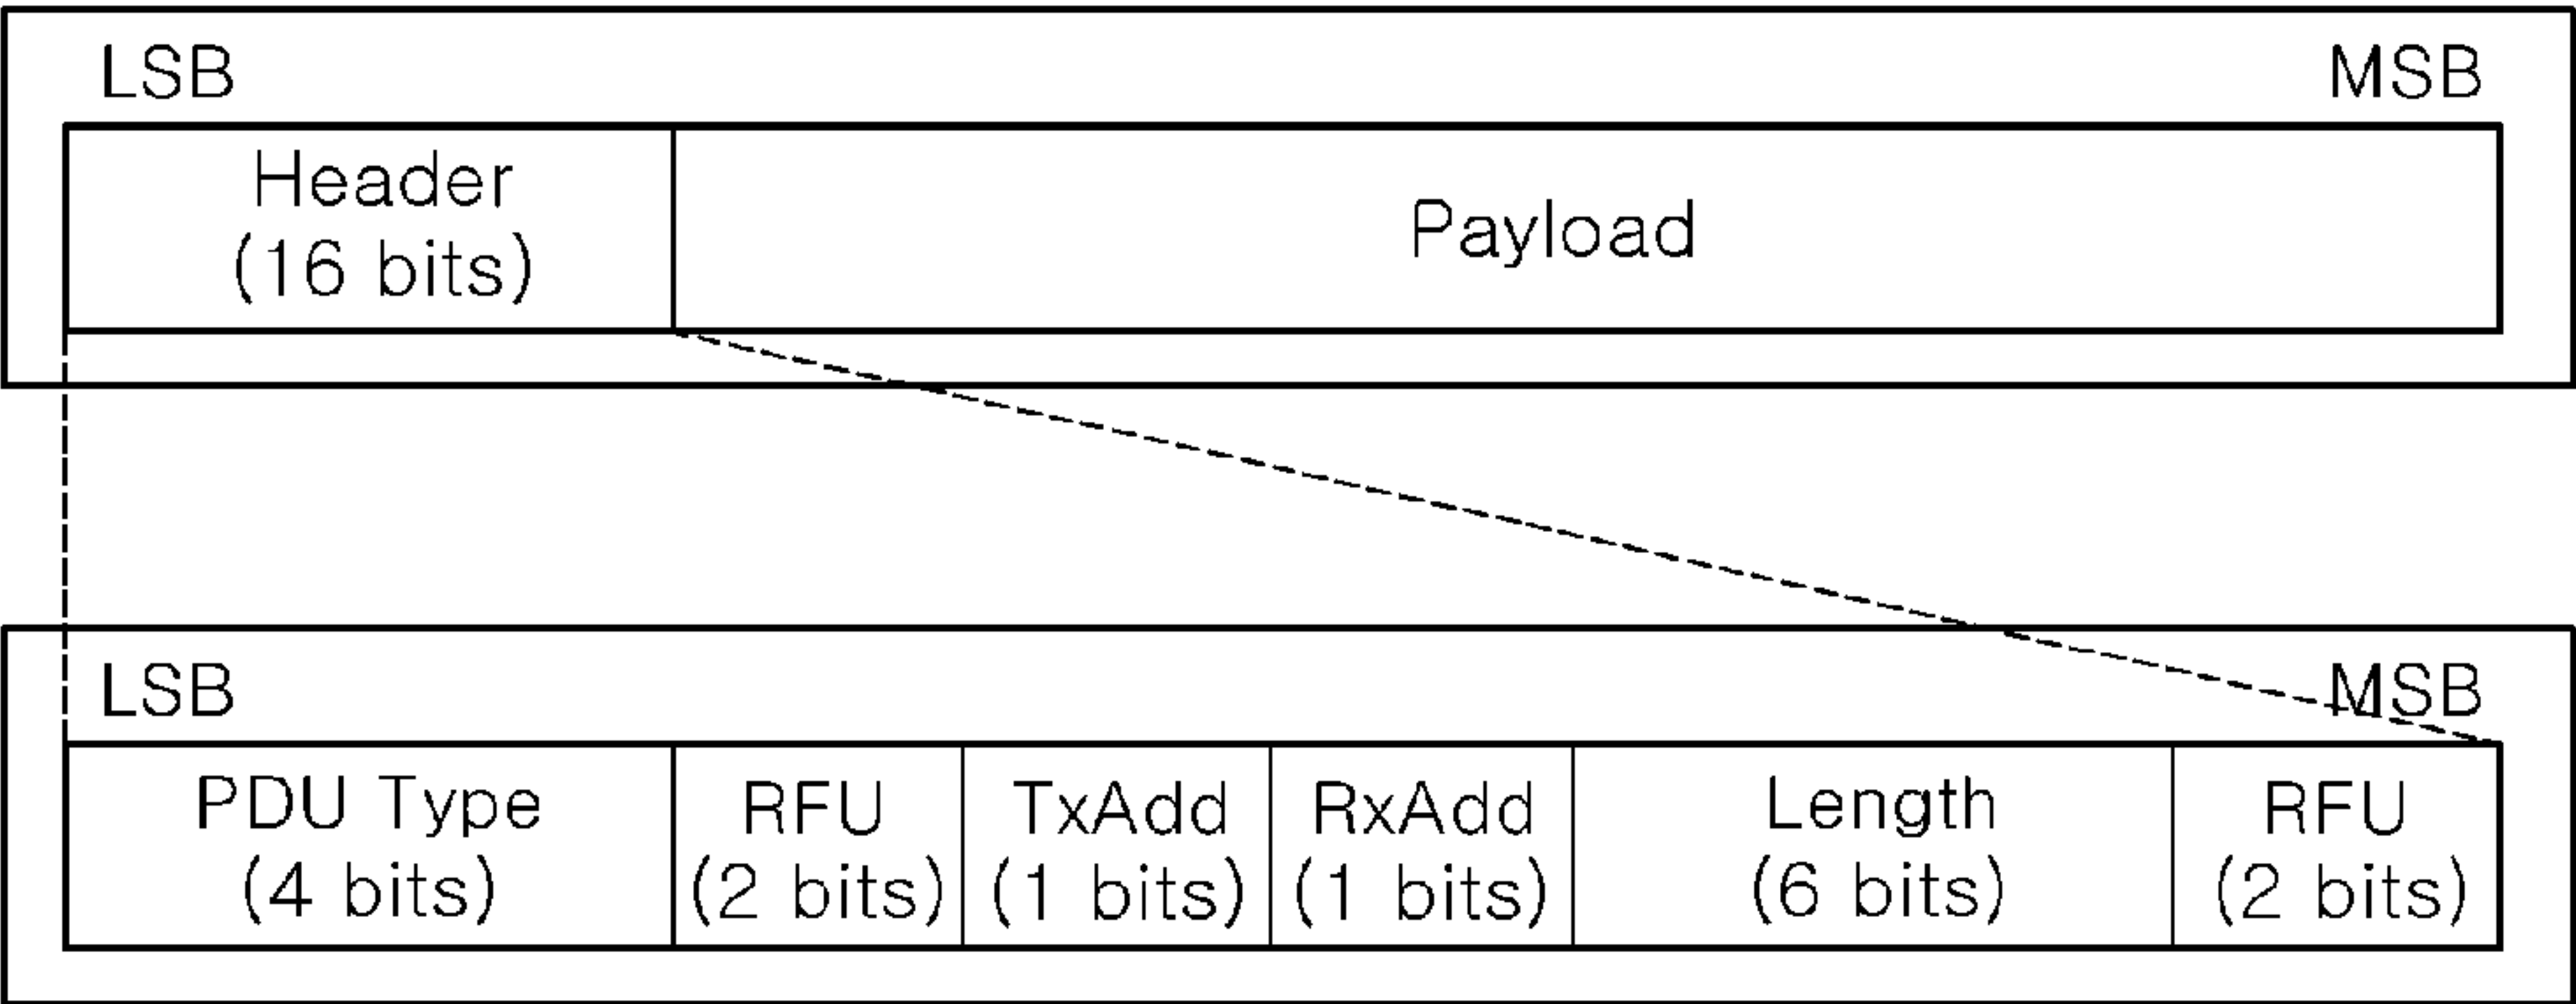 LSB MSB
Header
(16 bits)
Payload
LSB MSB
PDU Type
(4 bits)
RFU
(2 bits)
TxAdd
(1 bits)
RxAdd
(1 bits)
Length
(6 bits)
RFU
(2 bits)